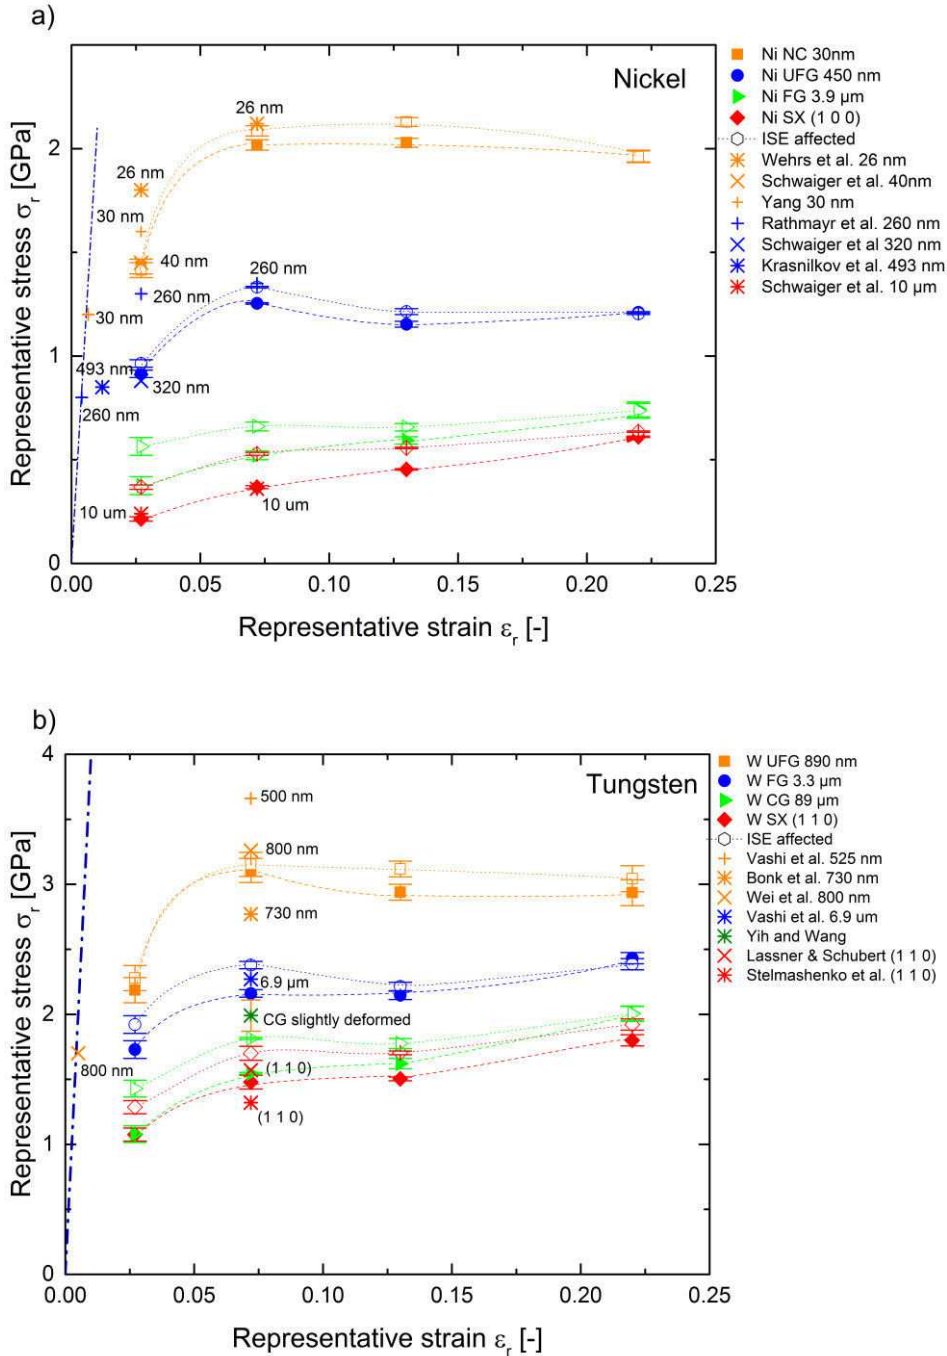 a)
Nickel
Representative stress σr [GPa]
2
1
0
0.00 0.05 0.10 0.15 0.20 0.25
Representative strain εr [-]
26 nm
26 nm
30 nm
40 nm
260 nm
260 nm
30 nm
493 nm
320 nm
260 nm
10 um
10 um
Ni NC 30nm
Ni UFG 450 nm
Ni FG 3.9 µm
Ni SX (1 0 0)
ISE affected
Wehrs et al. 26 nm
Schwaiger et al. 40nm
Yang 30 nm
Rathmayr et al. 260 nm
Schwaiger et al 320 nm
Krasnilkov et al. 493 nm
Schwaiger et al. 10 µm
b)
Tungsten
Representative stress σr [GPa]
4
3
2
1
0
0.00 0.05 0.10 0.15 0.20 0.25
Representative strain εr [-]
500 nm
800 nm
730 nm
6.9 µm
CG slightly deformed
800 nm
(1 1 0)
(1 1 0)
W UFG 890 nm
W FG 3.3 µm
W CG 89 µm
W SX (1 1 0)
ISE affected
Vashi et al. 525 nm
Bonk et al. 730 nm
Wei et al. 800 nm
Vashi et al. 6.9 um
Yih and Wang
Lassner & Schubert (1 1 0)
Stelmashenko et al. (1 1 0)